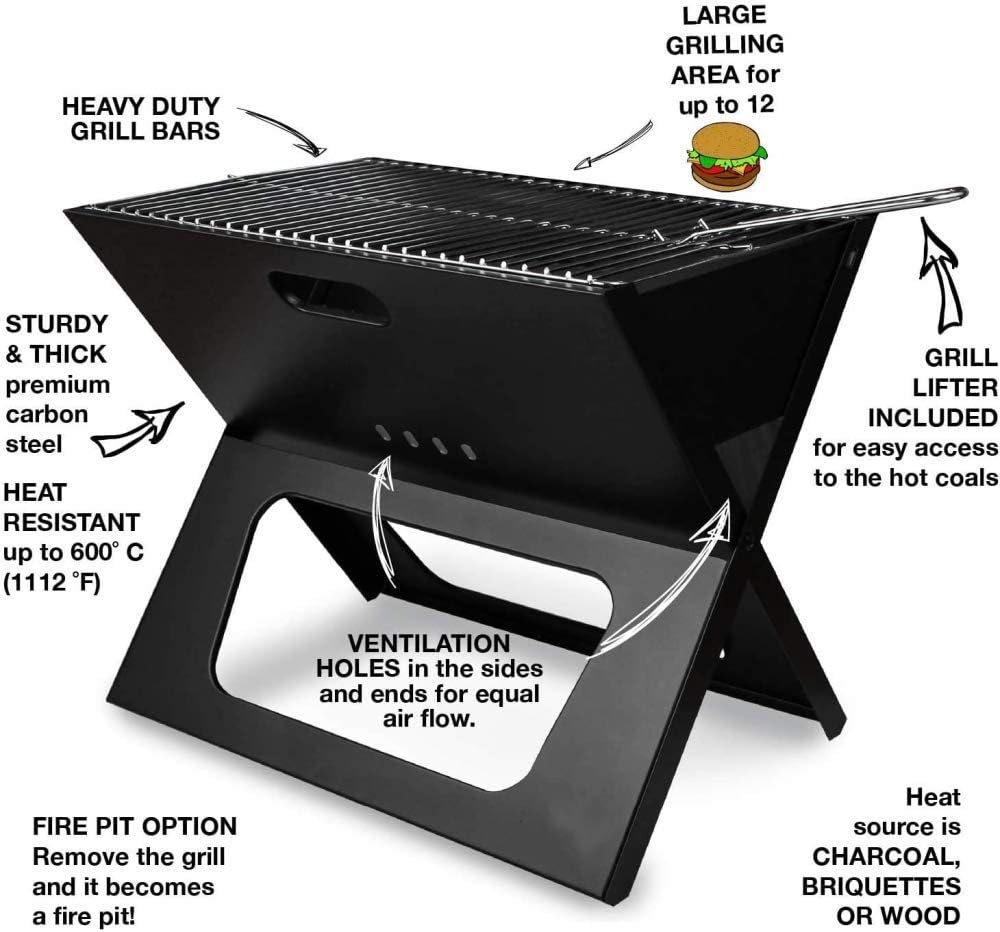 LARGE
GRILLING
AREA for
up to 12
HEAVY DUTY
GRILL BARS
STURDY
& THICK
premium
carbon
steel
GRILL
LIFTER
INCLUDED
for easy access
to the hot coals
HEAT
RESISTANT
up to 600˚ C
(1112 ˚F)
VENTILATION
HOLES in the sides
and ends for equal
air flow.
FIRE PIT OPTION
Remove the grill
and it becomes
a fire pit!
Heat
source is
CHARCOAL,
BRIQUETTES
OR WOOD